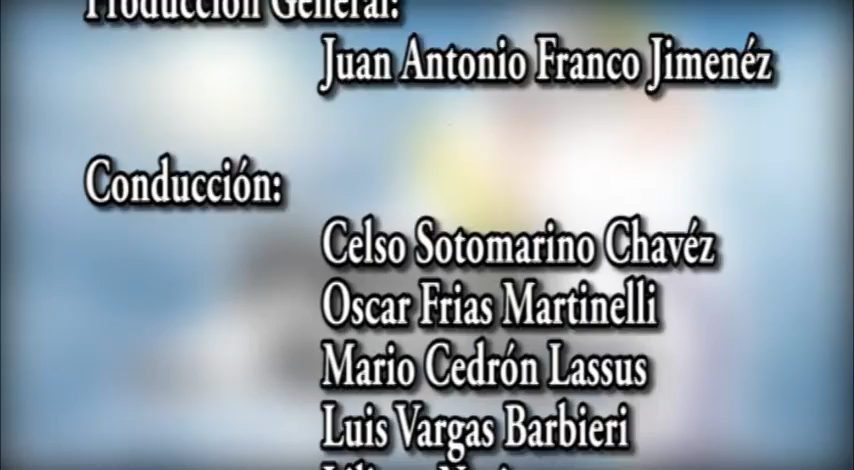 Producción General:
Juan Antonio Franco Jimenéz
Conducción:
Celso Sotomarino Chavéz
Oscar Frias Martinelli
Mario Cedrón Lassus
Luis Vargas Barbieri